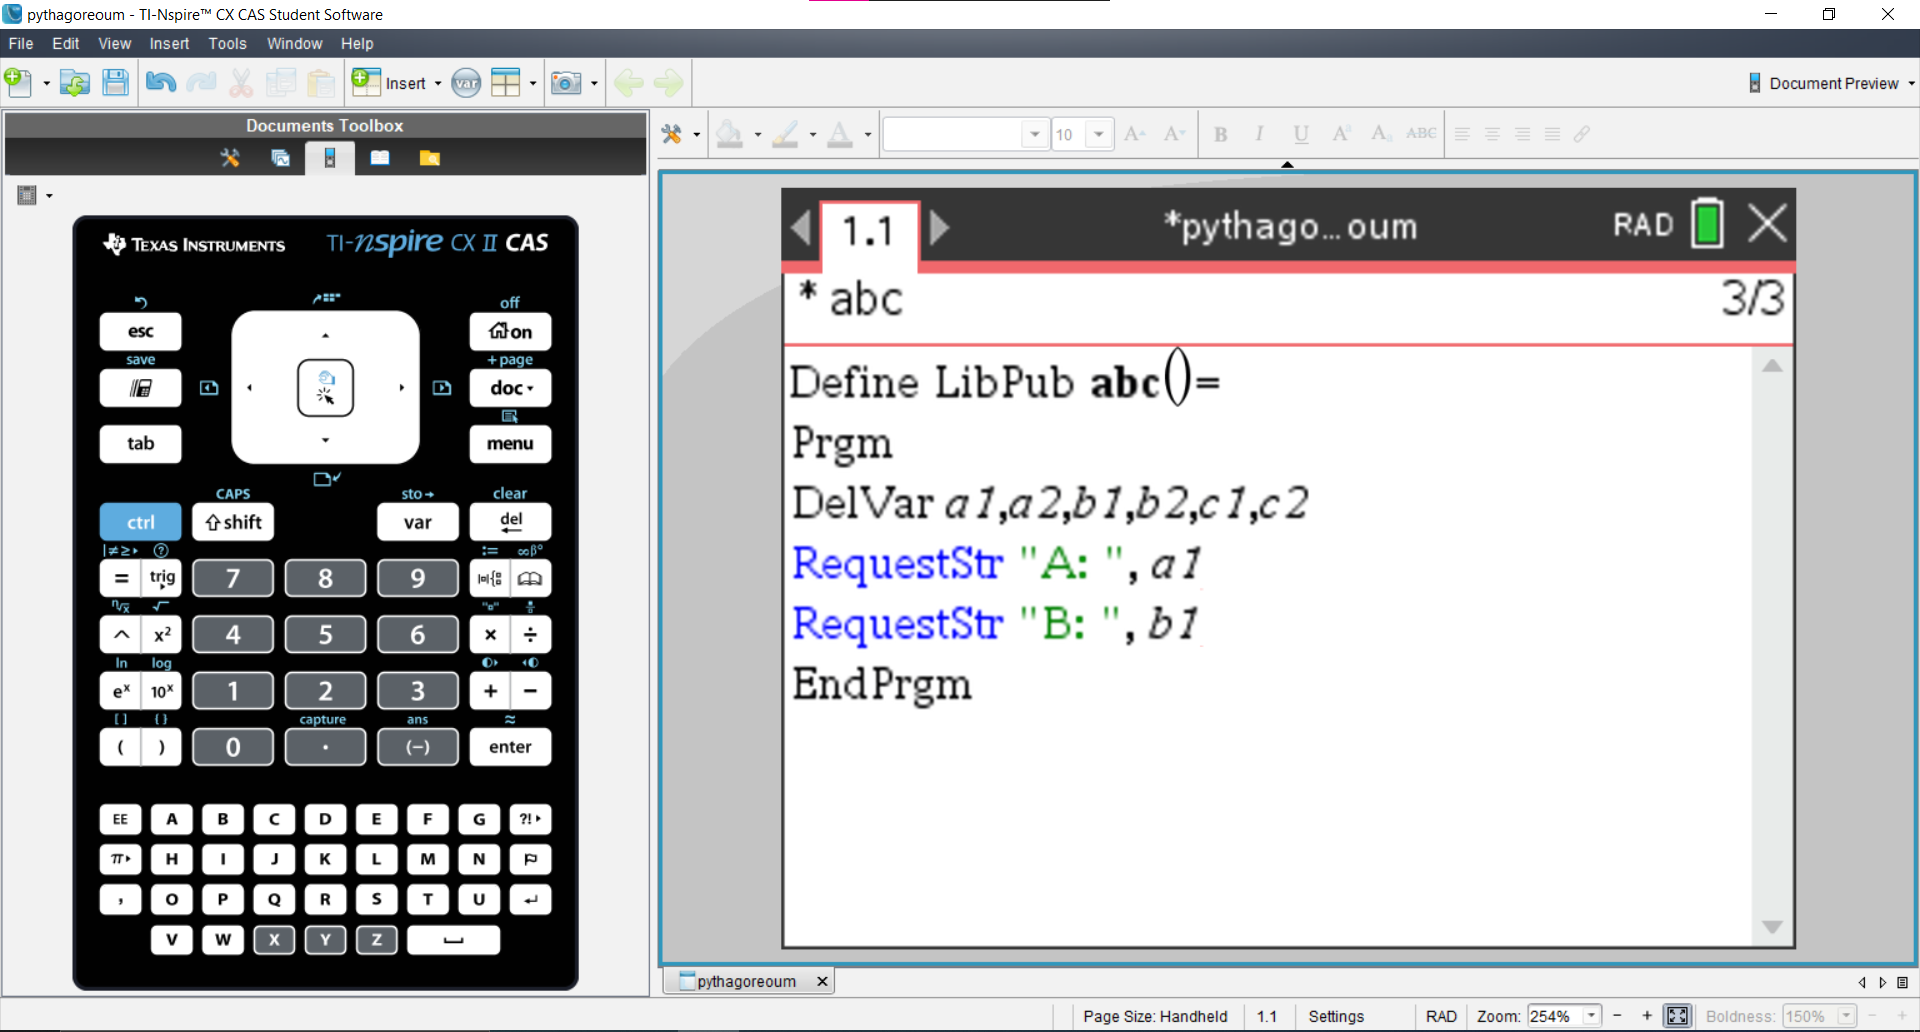 pythagoreoum - TI-Nspire™ CX CAS Student Software
File Edit View Insert Tools Window Help
Insert
var
Document Preview
Documents Toolbox
10
A A
B I U A A ABC
TEXAS INSTRUMENTS TI-nspire CX II CAS
off
esc
on
save
+ page
doc
tab
menu
CAPS sto→ clear
ctrl shift var del
|≠≥▸ ? := ∞β°
= trig 7 8 9
ⁿ√x √ "▫"
^ x² 4 5 6 × ÷
ln log
eˣ 10ˣ 1 2 3 + −
[ ] { } capture ans ≈
( ) 0 . (−) enter
EE A B C D E F G ?!▸
π▸ H I J K L M N
, O P Q R S T U
V W X Y Z
1.1 *pythago...oum RAD
* abc 3/3
Define LibPub abc()=
Prgm
DelVar a1,a2,b1,b2,c1,c2
RequestStr "A: ", a1
RequestStr "B: ", b1
EndPrgm
pythagoreoum
Page Size: Handheld 1.1 Settings RAD Zoom: 254% - + Boldness: 150% - +